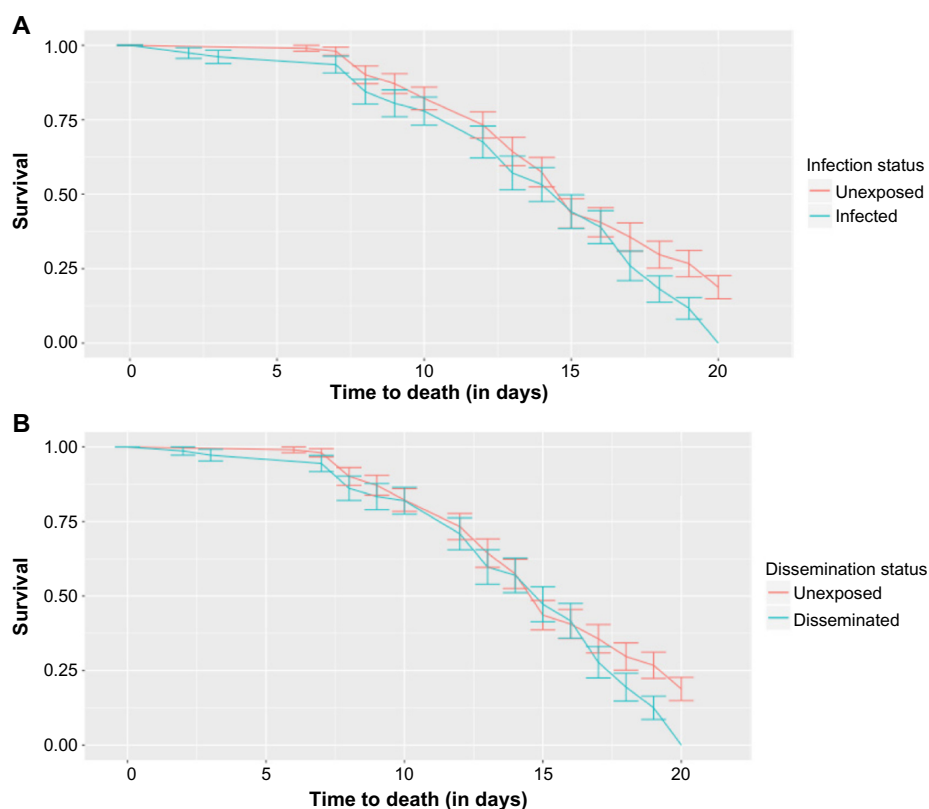 A
1.00
0.75
0.50
0.25
0.00
Survival
0 5 10 15 20
Time to death (in days)
Infection status
Unexposed
Infected
B
1.00
0.75
0.50
0.25
0.00
Survival
0 5 10 15 20
Time to death (in days)
Dissemination status
Unexposed
Disseminated